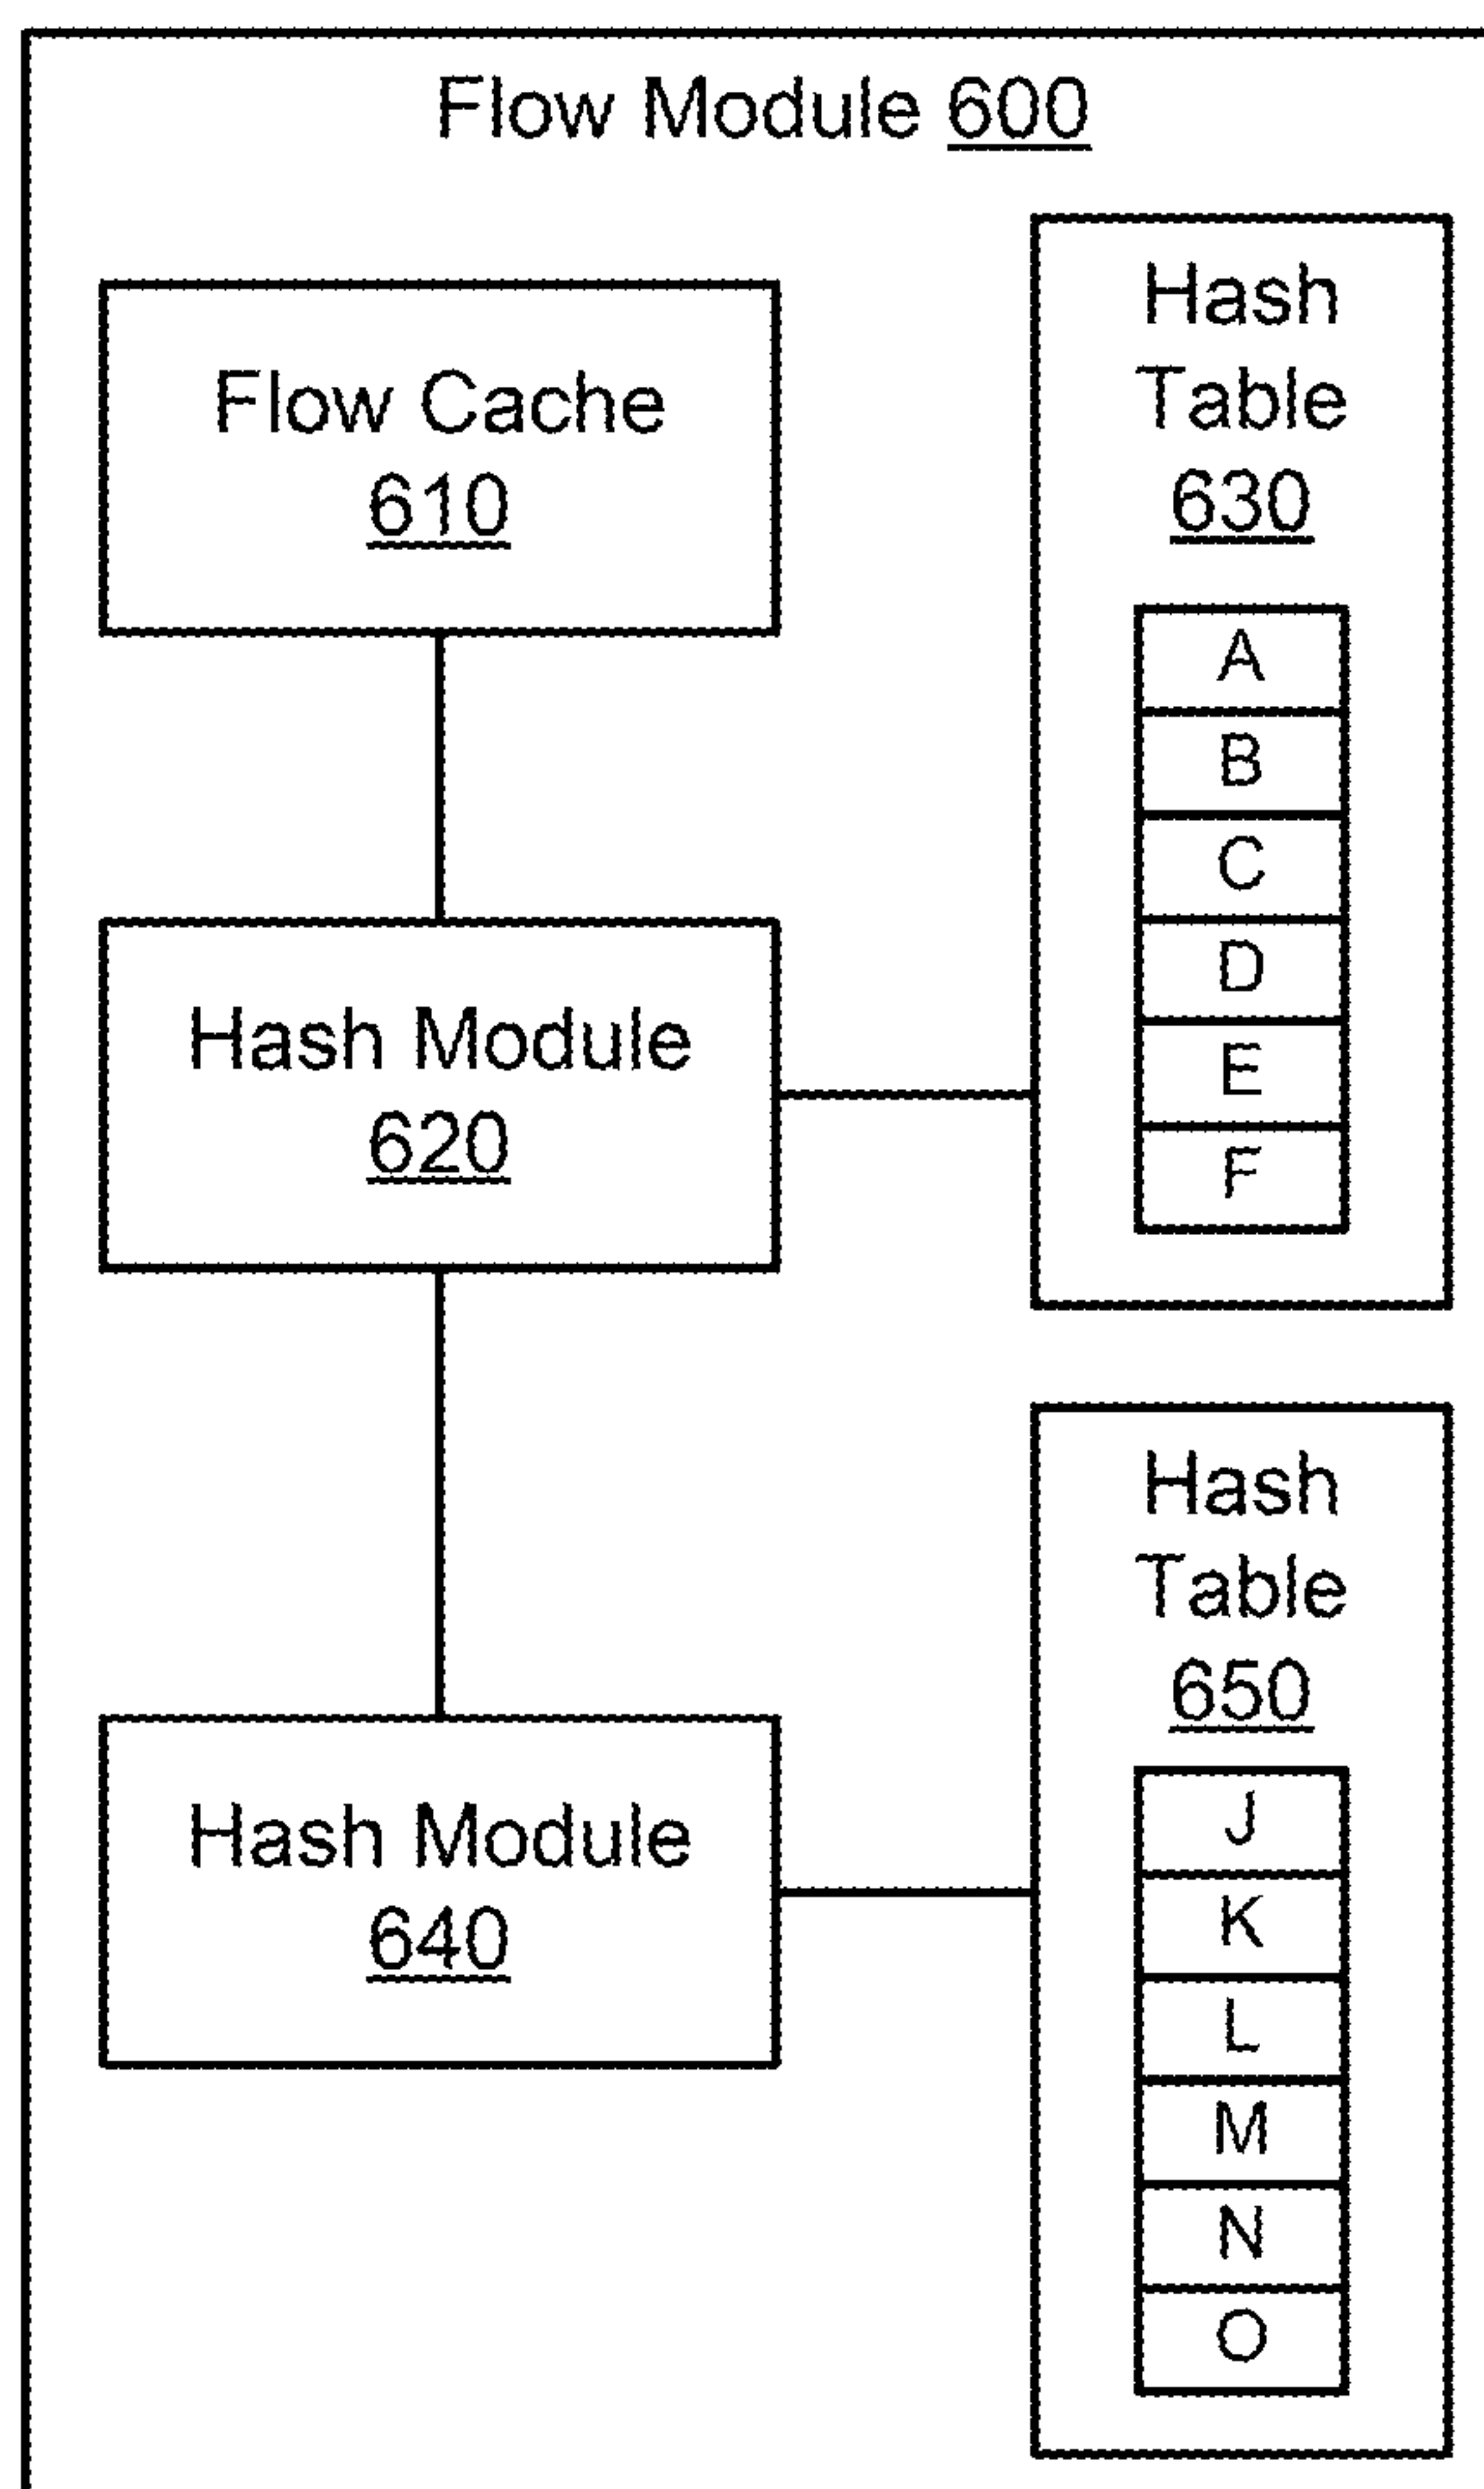 Flow Module 600
Flow Cache
610
Hash Module
620
Hash
Table
630
A
B
C
D
E
F
Hash Module
640
Hash
Table
650
J
K
L
M
N
O